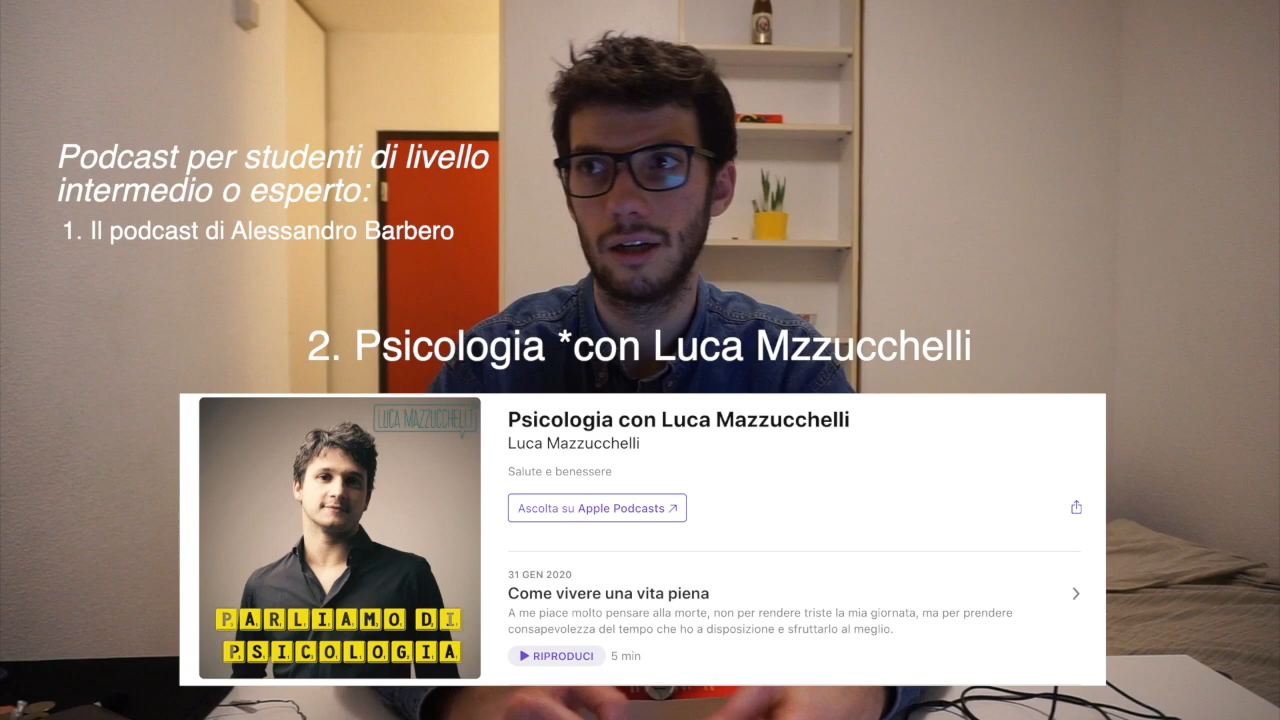 Podcast per studenti di livello
intermedio o esperto:
1. Il podcast di Alessandro Barbero
2. Psicologia *con Luca Mzzucchelli
LUCA MAZZUCCHELLI
PARLIAMO DI
PSICOLOGIA
Psicologia con Luca Mazzucchelli
Luca Mazzucchelli
Salute e benessere
Ascolta su Apple Podcasts
31 GEN 2020
Come vivere una vita piena
A me piace molto pensare alla morte, non per rendere triste la mia giornata, ma per prendere
consapevolezza del tempo che ho a disposizione e sfruttarlo al meglio.
RIPRODUCI 5 min